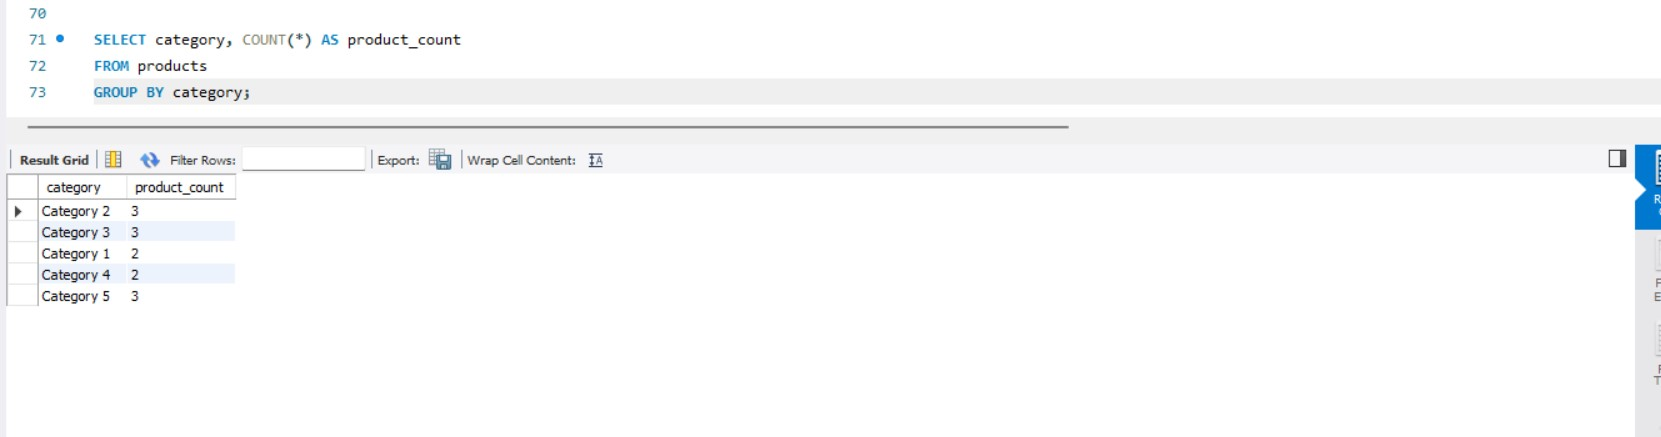 70
71 SELECT category, COUNT(*) AS product_count
72 FROM products
73 GROUP BY category;
Result Grid Filter Rows: Export: Wrap Cell Content: IA
category product_count
Category 2 3
Category 3 3
Category 1 2
Category 4 2
Category 5 3